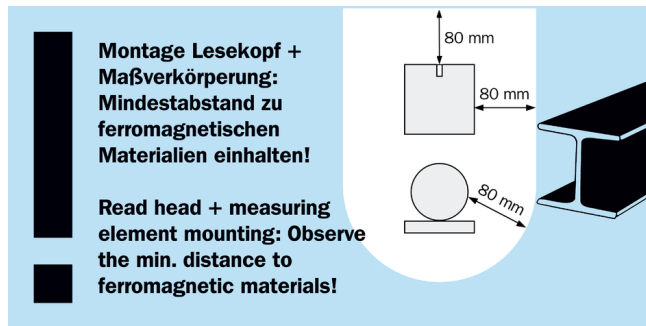 Montage Lesekopf +
Maßverkörperung:
Mindestabstand zu
ferromagnetischen
Materialien einhalten!
Read head + measuring
element mounting: Observe
the min. distance to
ferromagnetic materials!
80 mm
80 mm
80 mm